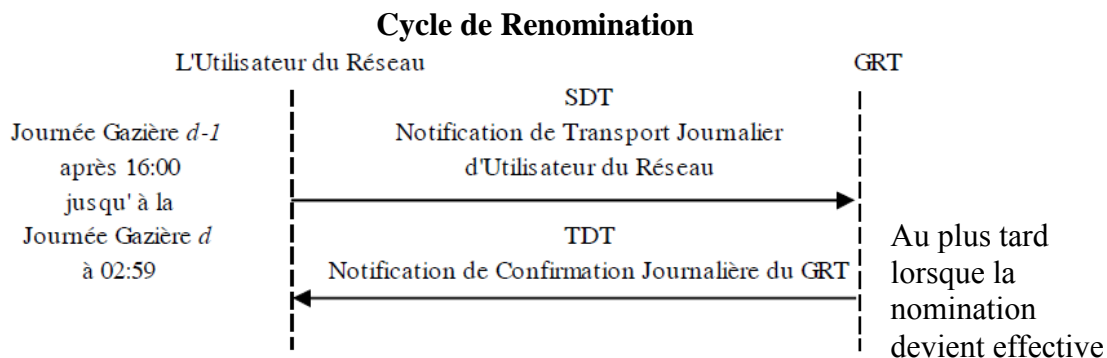 Cycle de Renomination
L'Utilisateur du Réseau
GRT
SDT
Journée Gazière d-1
Notification de Transport Journalier
après 16:00
d'Utilisateur du Réseau
jusqu' à la
Journée Gazière d
TDT
Au plus tard
à 02:59
Notification de Confirmation Journalière du GRT
lorsque la
nomination
devient effective